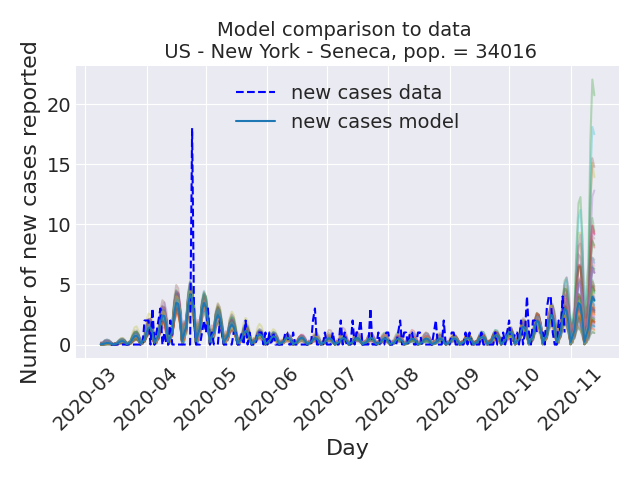 Model comparison to data
US - New York - Seneca, pop. = 34016
new cases data
new cases model
Number of new cases reported
20
15
10
5
0
2020-03
2020-04
2020-05
2020-06
2020-07
2020-08
2020-09
2020-10
2020-11
Day